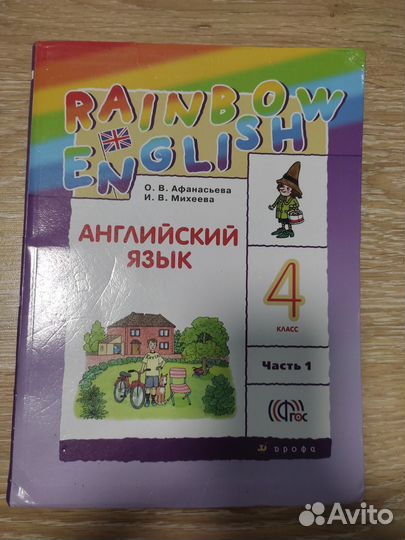 RAINBOW
ENGLISH
О. В. Афанасьева
И. В. Михеева
АНГЛИЙСКИЙ
ЯЗЫК
4
КЛАСС
Часть 1
ФГОС
дрофа
Avito